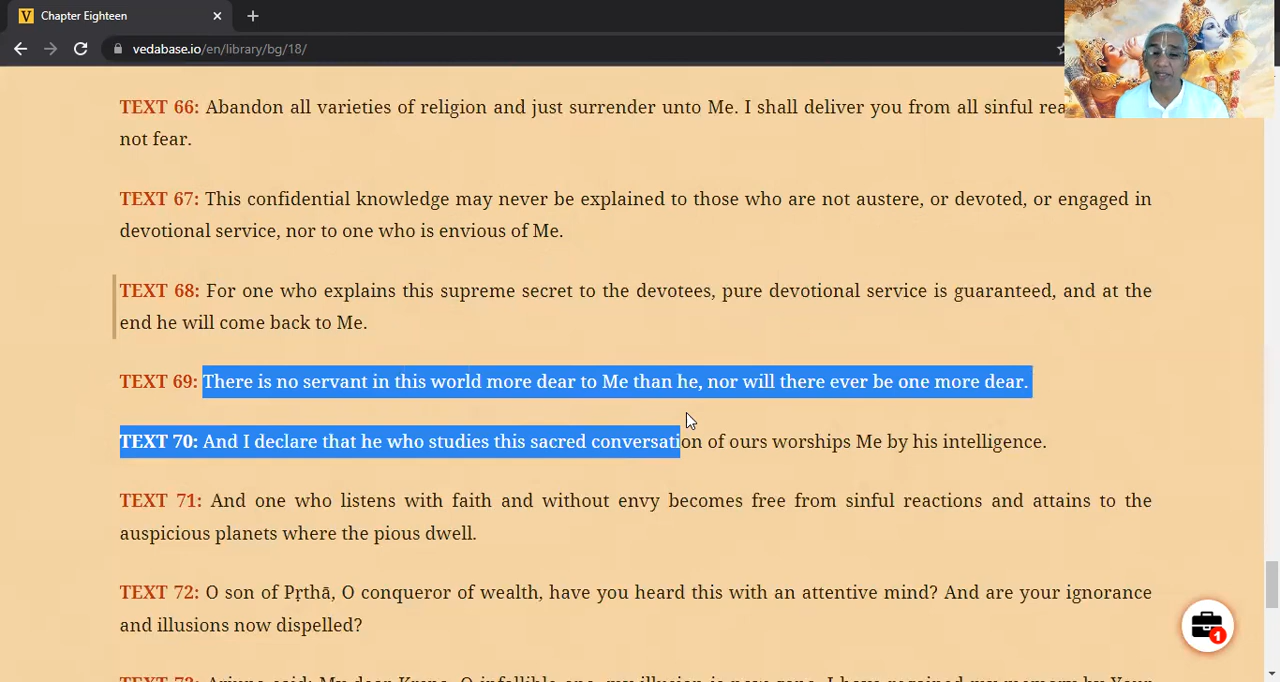 Chapter Eighteen
vedabase.io/en/library/bg/18/
TEXT 66: Abandon all varieties of religion and just surrender unto Me. I shall deliver you from all sinful
not fear.
TEXT 67: This confidential knowledge may never be explained to those who are not austere, or devoted, or engaged in
devotional service, nor to one who is envious of Me.
TEXT 68: For one who explains this supreme secret to the devotees, pure devotional service is guaranteed, and at the
end he will come back to Me.
TEXT 69: There is no servant in this world more dear to Me than he, nor will there ever be one more dear.
TEXT 70: And I declare that he who studies this sacred conversation of ours worships Me by his intelligence.
TEXT 71: And one who listens with faith and without envy becomes free from sinful reactions and attains to the
auspicious planets where the pious dwell.
TEXT 72: O son of Pṛthā, O conqueror of wealth, have you heard this with an attentive mind? And are your ignorance
and illusions now dispelled?
1